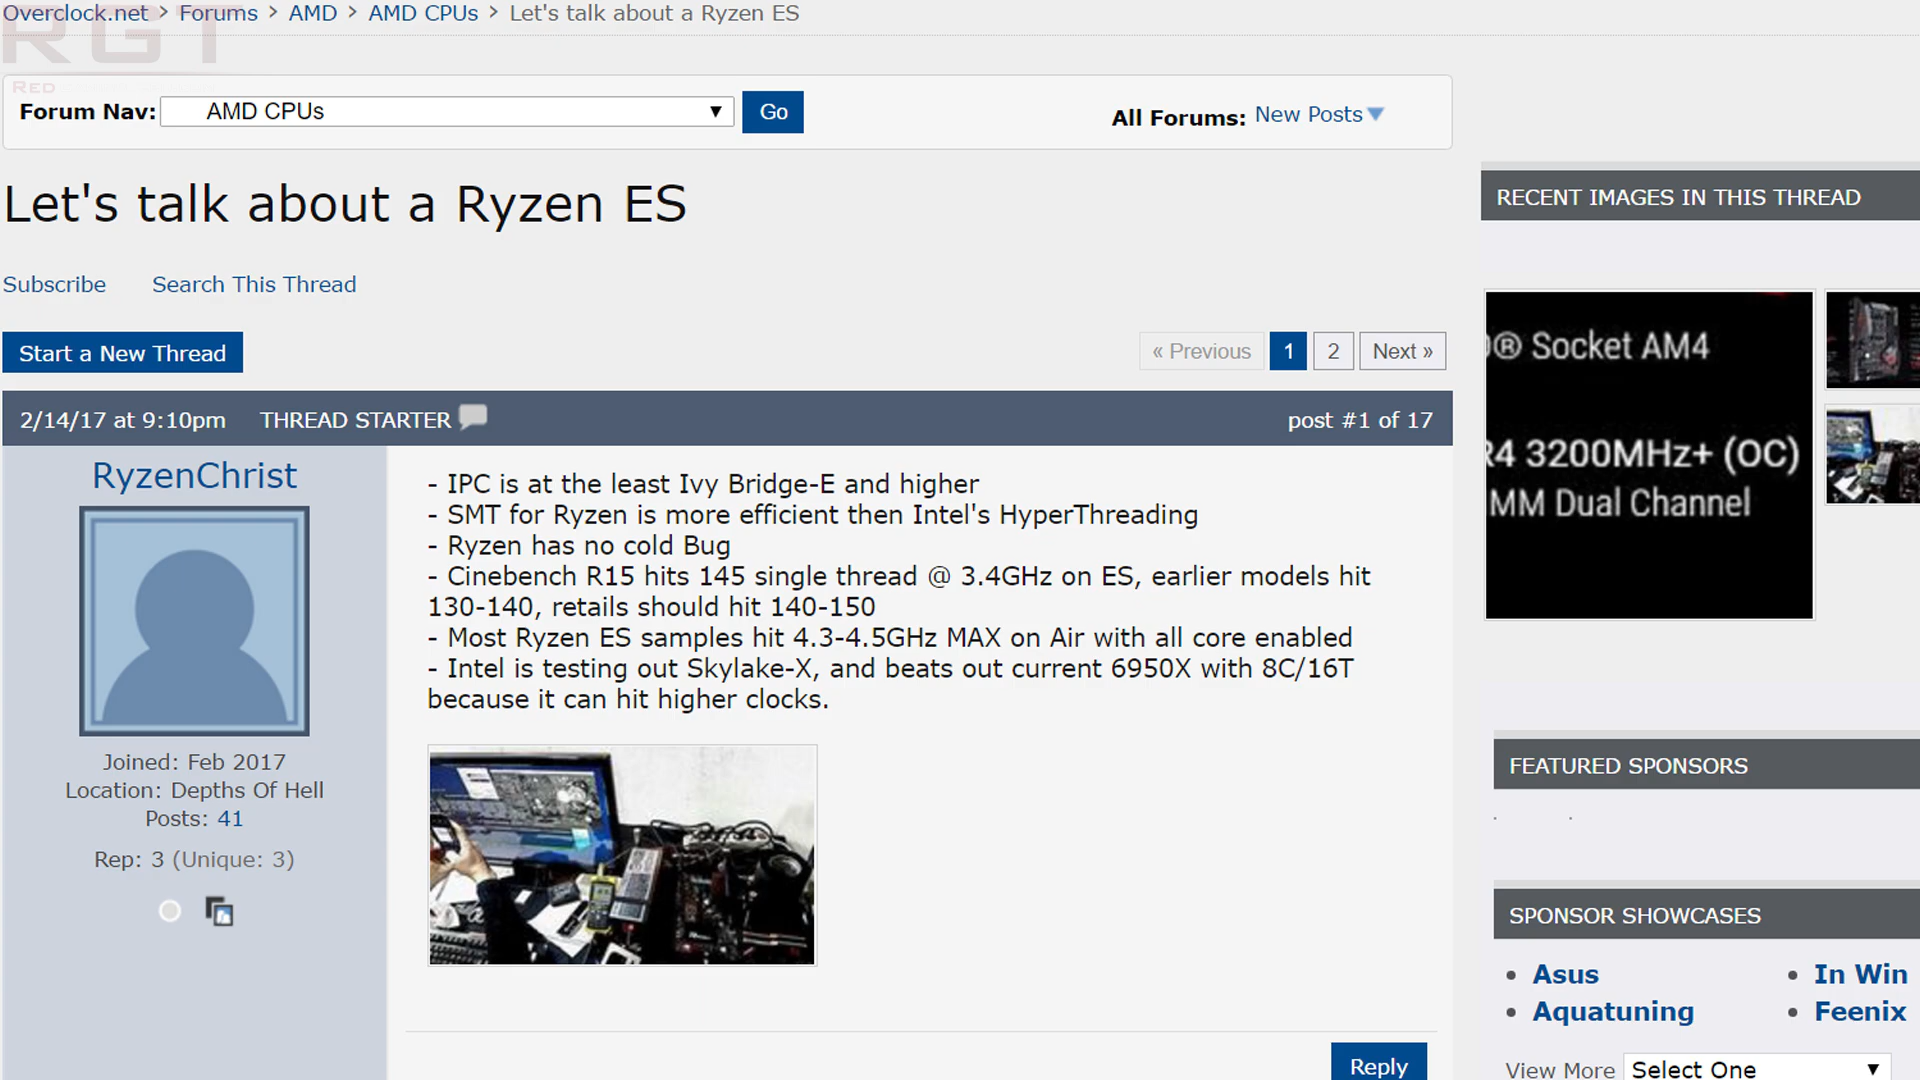 Overclock.net > Forums > AMD > AMD CPUs > Let's talk about a Ryzen ES
RGT
RED
Forum Nav: AMD CPUs ▼ Go
All Forums: New Posts
Let's talk about a Ryzen ES
Subscribe Search This Thread
Start a New Thread
« Previous 1 2 Next »
2/14/17 at 9:10pm THREAD STARTER post #1 of 17
RyzenChrist
Joined: Feb 2017
Location: Depths Of Hell
Posts: 41
Rep: 3 (Unique: 3)
- IPC is at the least Ivy Bridge-E and higher
- SMT for Ryzen is more efficient then Intel's HyperThreading
- Ryzen has no cold Bug
- Cinebench R15 hits 145 single thread @ 3.4GHz on ES, earlier models hit
130-140, retails should hit 140-150
- Most Ryzen ES samples hit 4.3-4.5GHz MAX on Air with all core enabled
- Intel is testing out Skylake-X, and beats out current 6950X with 8C/16T
because it can hit higher clocks.
Reply
RECENT IMAGES IN THIS THREAD
® Socket AM4
R4 3200MHz+ (OC)
MM Dual Channel
FEATURED SPONSORS
SPONSOR SHOWCASES
• Asus • In Win
• Aquatuning • Feenix
View More Select One ▼